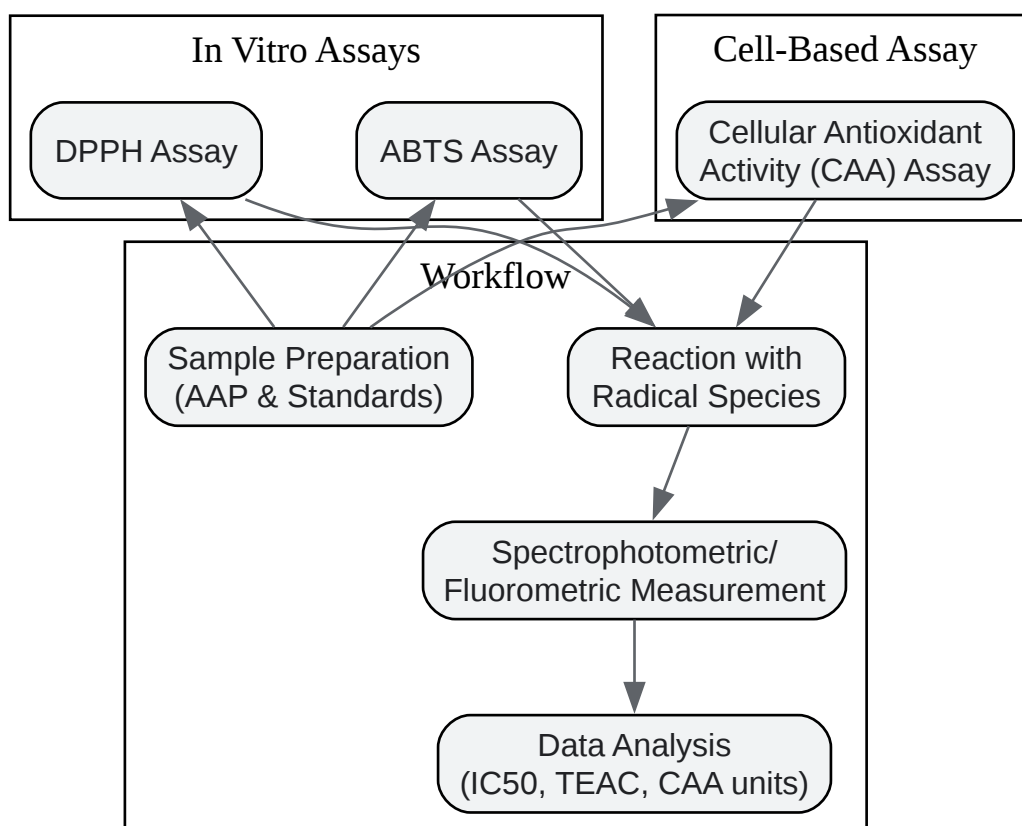 In Vitro Assays
Cell-Based Assay
DPPH Assay
ABTS Assay
Cellular Antioxidant
Activity (CAA) Assay
Workflow
Sample Preparation
(AAP & Standards)
Reaction with
Radical Species
Spectrophotometric/
Fluorometric Measurement
Data Analysis
(IC50, TEAC, CAA units)